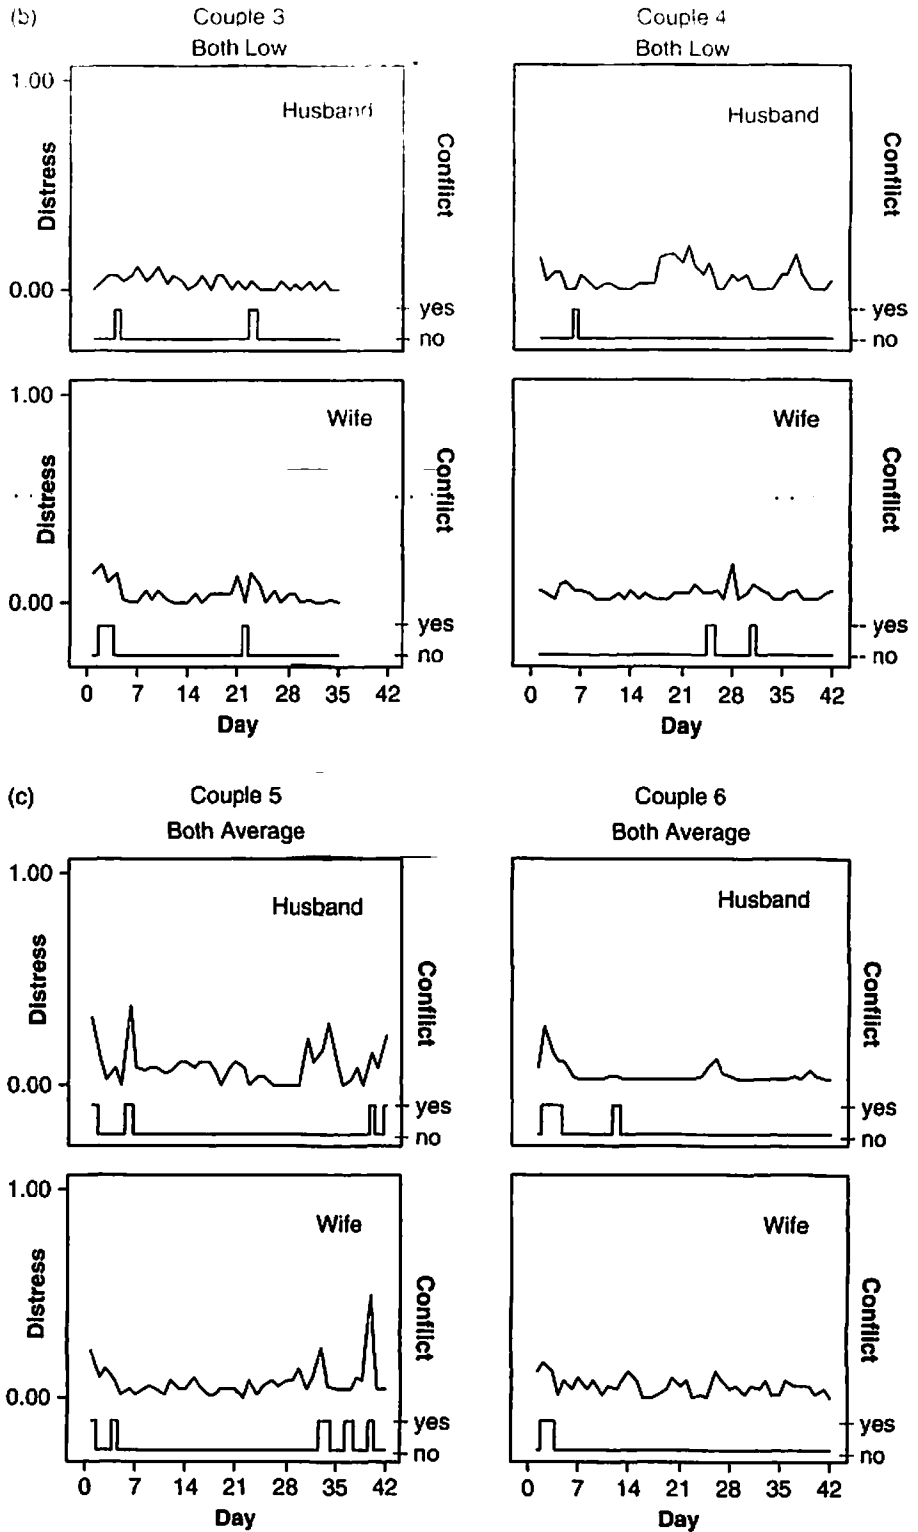 (b)
Couple 3
Both Low
1.00
Husband
Distress
Conflict
0.00
yes
no
1.00
Wife
Distress
Conflict
0.00
yes
no
0 7 14 21 28 35 42
Day
Couple 4
Both Low
Husband
Conflict
yes
no
Wife
Conflict
yes
no
0 7 14 21 28 35 42
Day
(c)
Couple 5
Both Average
1.00
Husband
Distress
Conflict
0.00
yes
no
1.00
Wife
Distress
Conflict
0.00
yes
no
0 7 14 21 28 35 42
Day
Couple 6
Both Average
Husband
Conflict
yes
no
Wife
Conflict
yes
no
0 7 14 21 28 35 42
Day